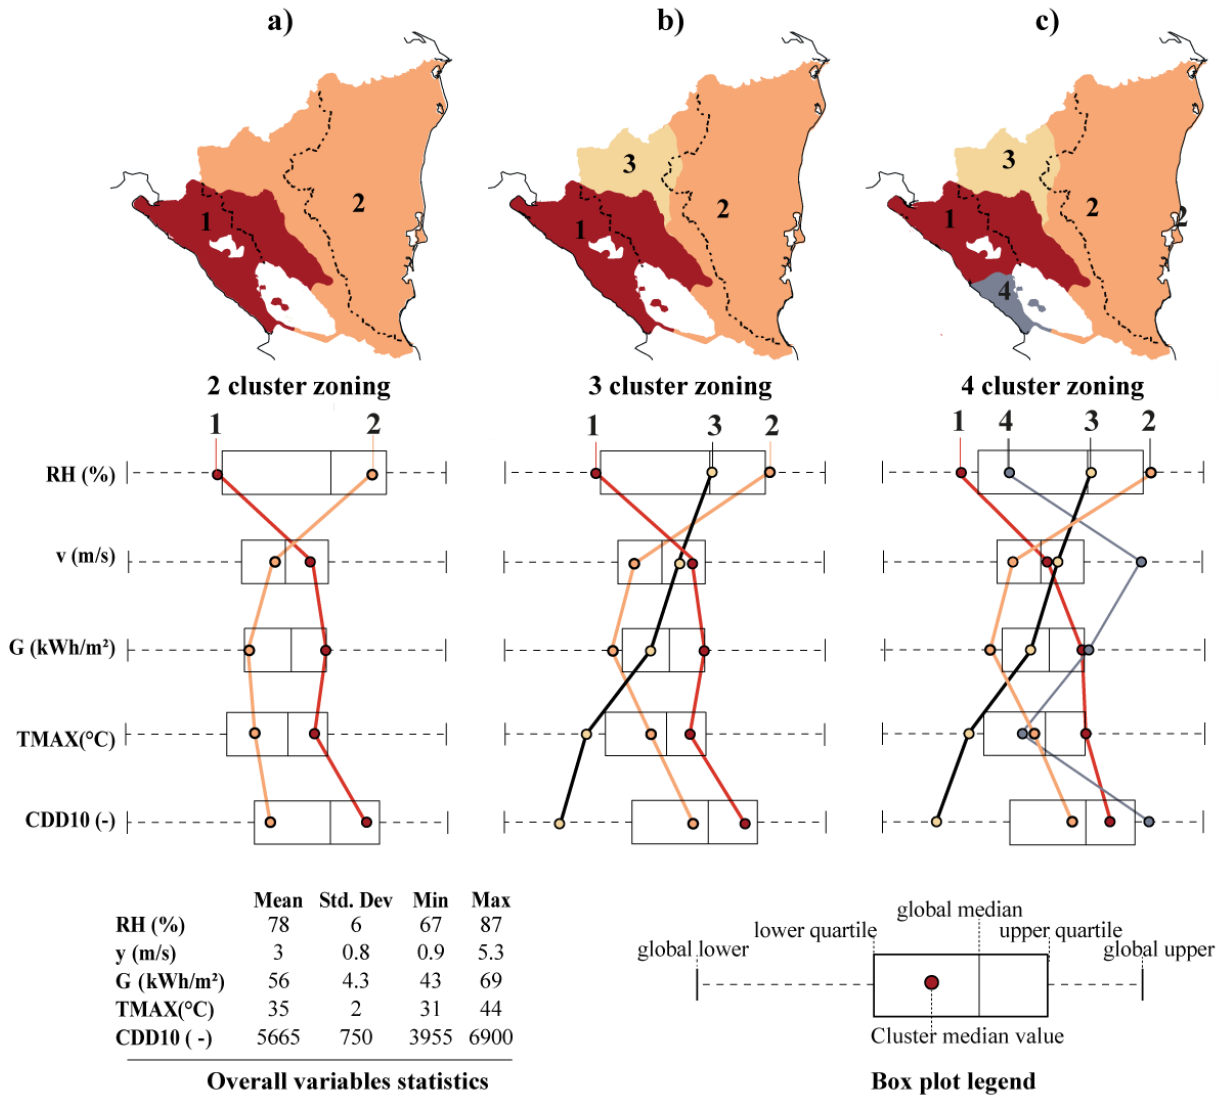 a) b) c)
3 3
1 2 1 2 1 2 2
4
2 cluster zoning 3 cluster zoning 4 cluster zoning
1 2 1 3 2 1 4 3 2
RH (%)
v (m/s)
G (kWh/m²)
TMAX(°C)
CDD10 (-)
Mean Std. Dev Min Max
RH (%) 78 6 67 87
y (m/s) 3 0.8 0.9 5.3
G (kWh/m²) 56 4.3 43 69
TMAX(°C) 35 2 31 44
CDD10 ( -) 5665 750 3955 6900
Overall variables statistics
global median
lower quartile upper quartile
global lower global upper
Cluster median value
Box plot legend